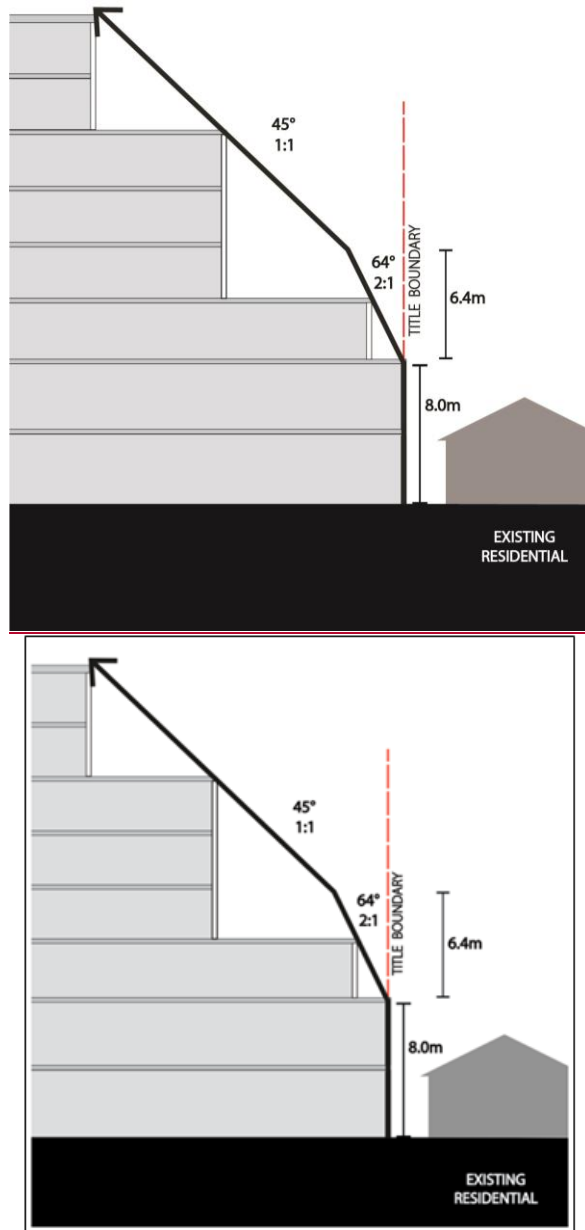 45°
1:1
64°
2:1
TITLE BOUNDARY
6.4m
8.0m
EXISTING
RESIDENTIAL
45°
1:1
64°
2:1
TITLE BOUNDARY
6.4m
8.0m
EXISTING
RESIDENTIAL